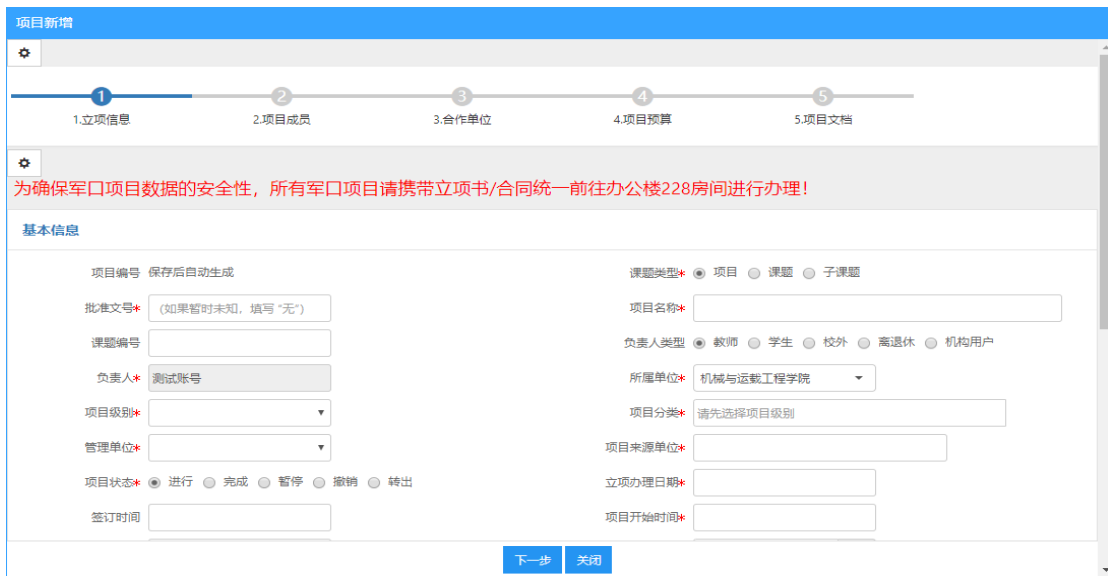 项目新增
1 2 3 4 5
1.立项信息 2.项目成员 3.合作单位 4.项目预算 5.项目文档
为确保军口项目数据的安全性，所有军口项目请携带立项书/合同统一前往办公楼228房间进行办理！
基本信息
项目编号 保存后自动生成 课题类型* 项目 课题 子课题
批准文号* （如果暂时未知，填写“无”） 项目名称*
课题编号 负责人类型 教师 学生 校外 离退休 机构用户
负责人* 测试账号 所属单位* 机械与运载工程学院
项目级别* 项目分类* 请先选择项目级别
管理单位* 项目来源单位*
项目状态* 进行 完成 暂停 撤销 转出 立项办理日期*
签订时间 项目开始时间*
下一步 关闭